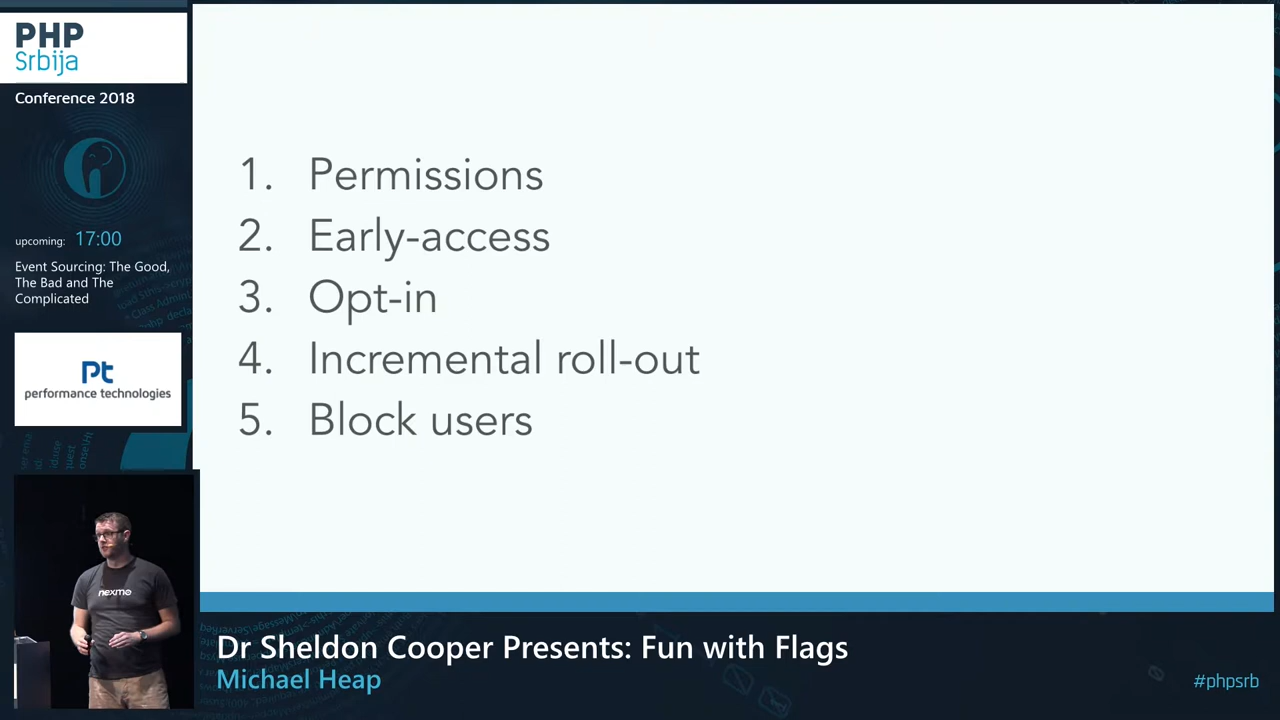 PHP
Srbija
Conference 2018
upcoming: 17:00
Event Sourcing: The Good,
The Bad and The
Complicated
pt
performance technologies
1. Permissions
2. Early-access
3. Opt-in
4. Incremental roll-out
5. Block users
nexmo
Dr Sheldon Cooper Presents: Fun with Flags
Michael Heap
#phpsrb